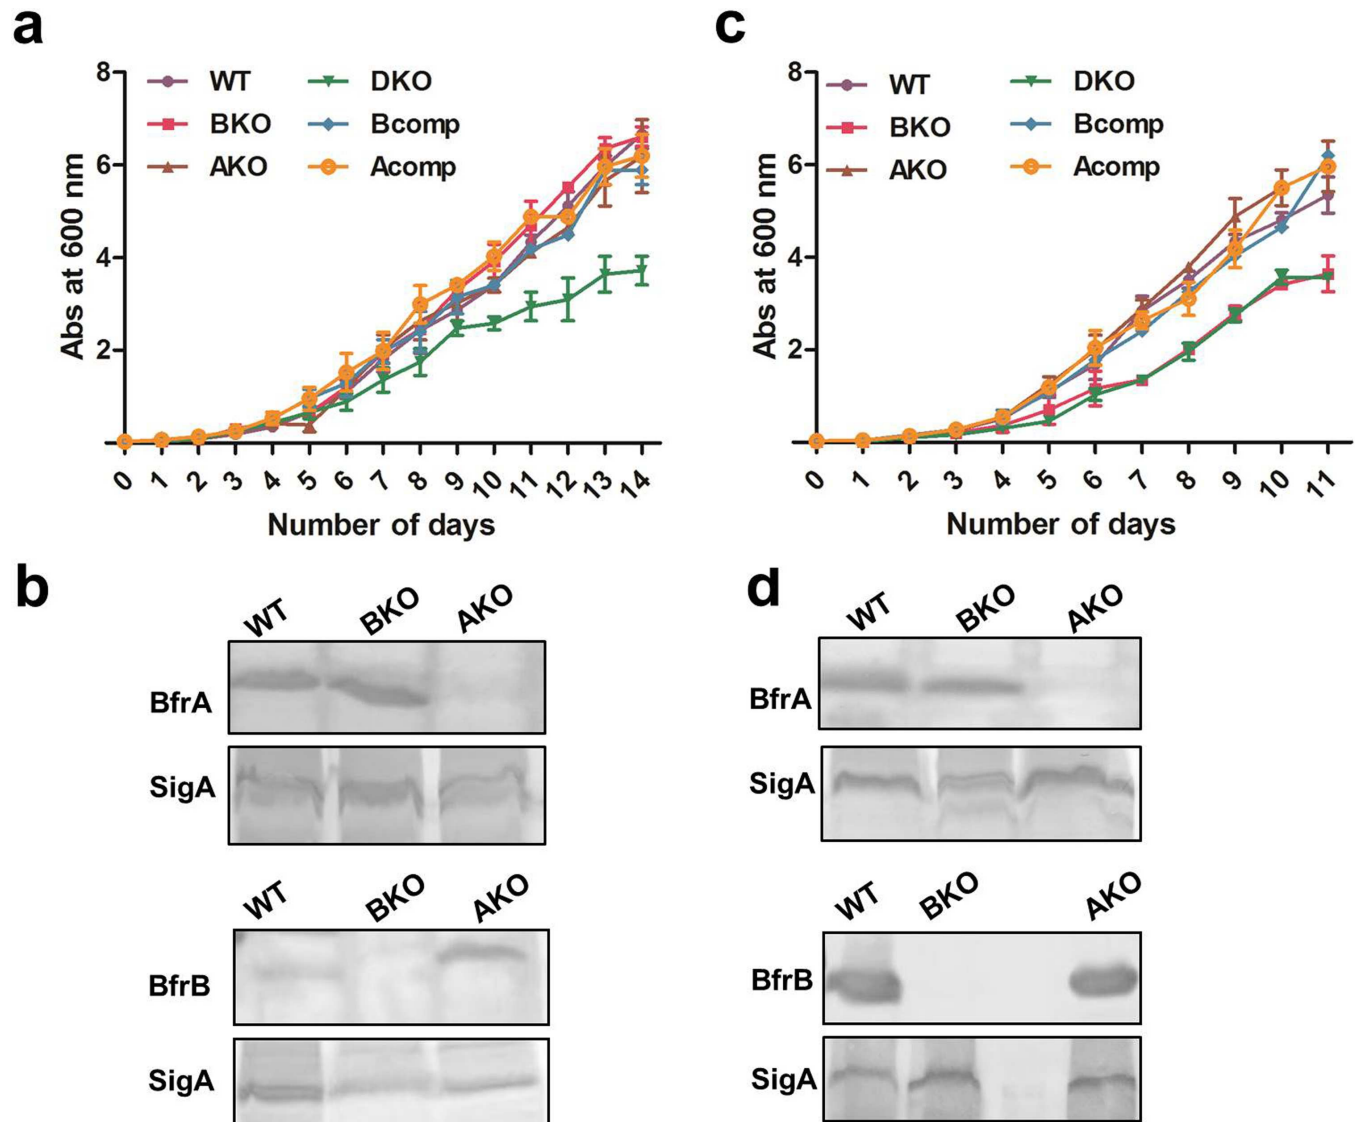 a
8
6
4
2
Abs at 600 nm
WT
BKO
AKO
DKO
Bcomp
Acomp
0 1 2 3 4 5 6 7 8 9 10 11 12 13 14
Number of days
c
8
6
4
2
Abs at 600 nm
WT
BKO
AKO
DKO
Bcomp
Acomp
0 1 2 3 4 5 6 7 8 9 10 11
Number of days
b
WT BKO AKO
BfrA
SigA
WT BKO AKO
BfrB
SigA
d
WT BKO AKO
BfrA
SigA
WT BKO AKO
BfrB
SigA